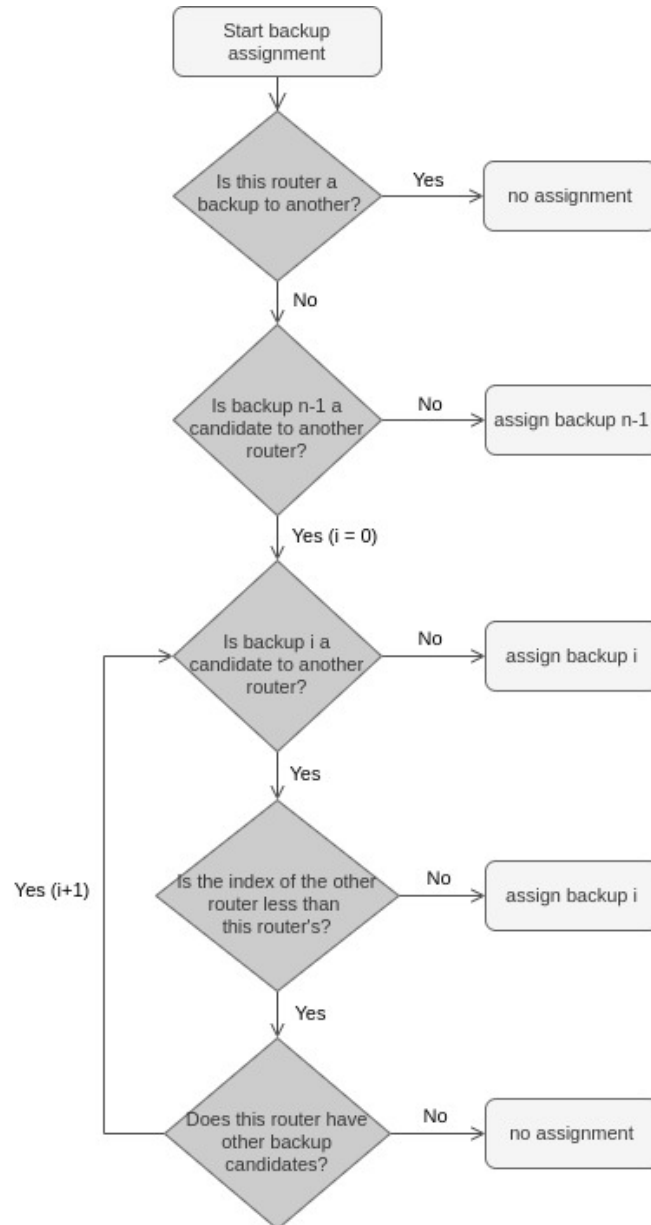 Start backup
assignment
Is this router a
backup to another?
Yes
no assignment
No
Is backup n-1 a
candidate to another
router?
No
assign backup n-1
Yes (i = 0)
Is backup i a
candidate to another
router?
No
assign backup i
Yes
Is the index of the other
router less than
this router's?
No
assign backup i
Yes (i+1)
Yes
Does this router have
other backup
candidates?
No
no assignment